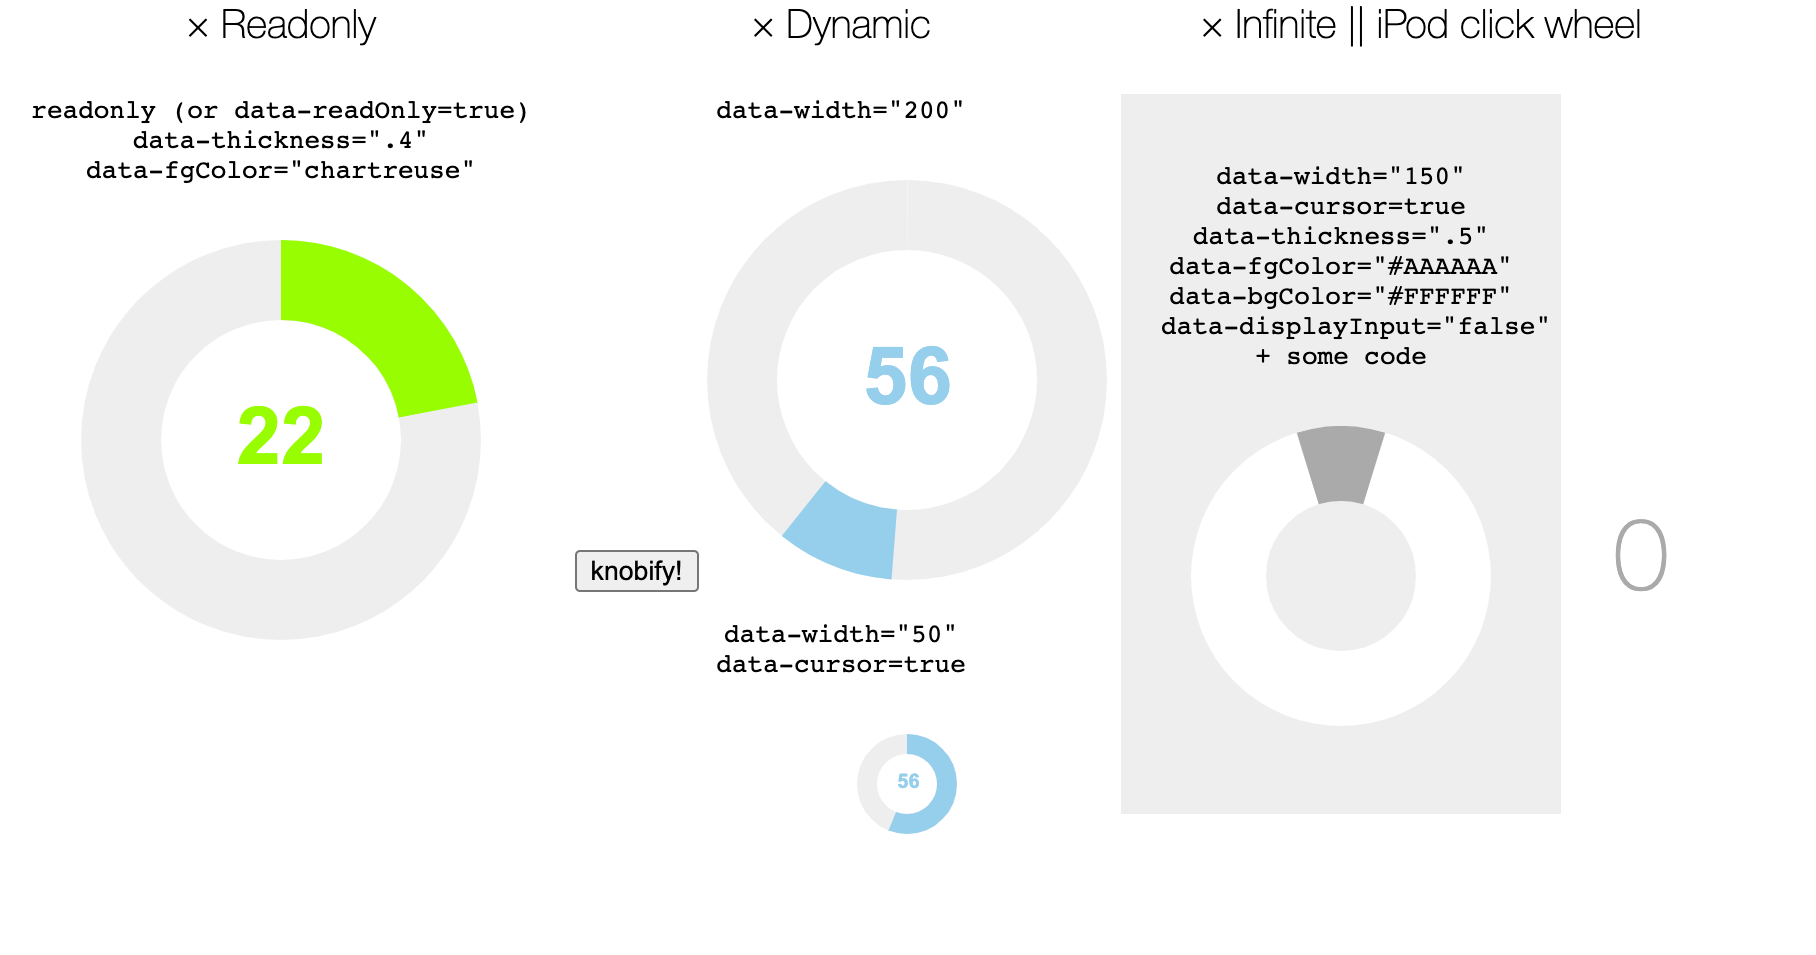 × Readonly
readonly (or data-readOnly=true)
data-thickness=".4"
data-fgColor="chartreuse"
22
× Dynamic
data-width="200"
56
knobify!
data-width="50"
data-cursor=true
56
× Infinite || iPod click wheel
data-width="150"
data-cursor=true
data-thickness=".5"
data-fgColor="#AAAAAA"
data-bgColor="#FFFFFF"
data-displayInput="false"
+ some code
0